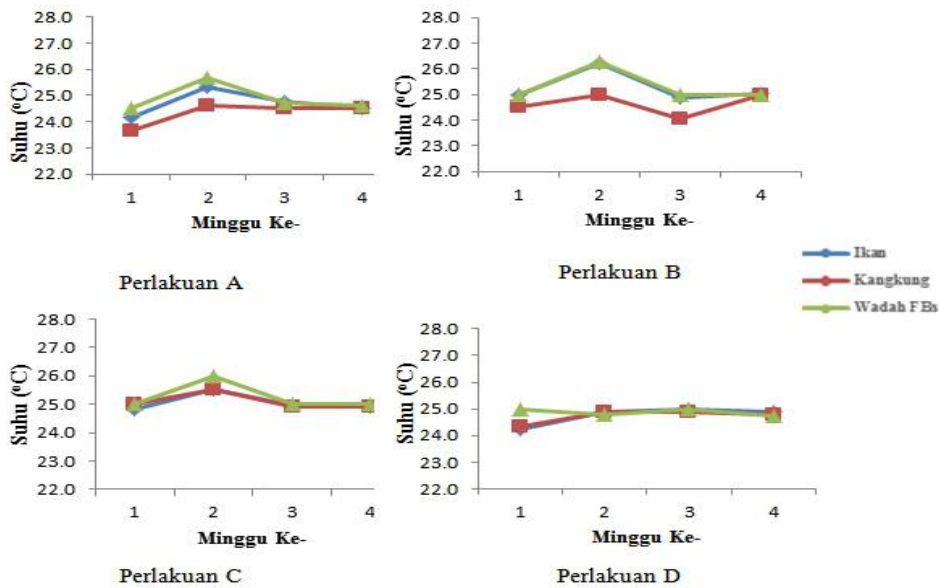 28.0
27.0
26.0
25.0
24.0
23.0
22.0
Suhu (⁰C)
1 2 3 4
Minggu Ke-
Perlakuan A
28.0
27.0
26.0
25.0
24.0
23.0
22.0
Suhu (⁰C)
1 2 3 4
Minggu Ke-
Perlakuan B
Ikan
Kangkung
Wadah FBs
28.0
27.0
26.0
25.0
24.0
23.0
22.0
Suhu (⁰C)
1 2 3 4
Minggu Ke-
Perlakuan C
28.0
27.0
26.0
25.0
24.0
23.0
22.0
Suhu (⁰C)
1 2 3 4
Minggu Ke-
Perlakuan D